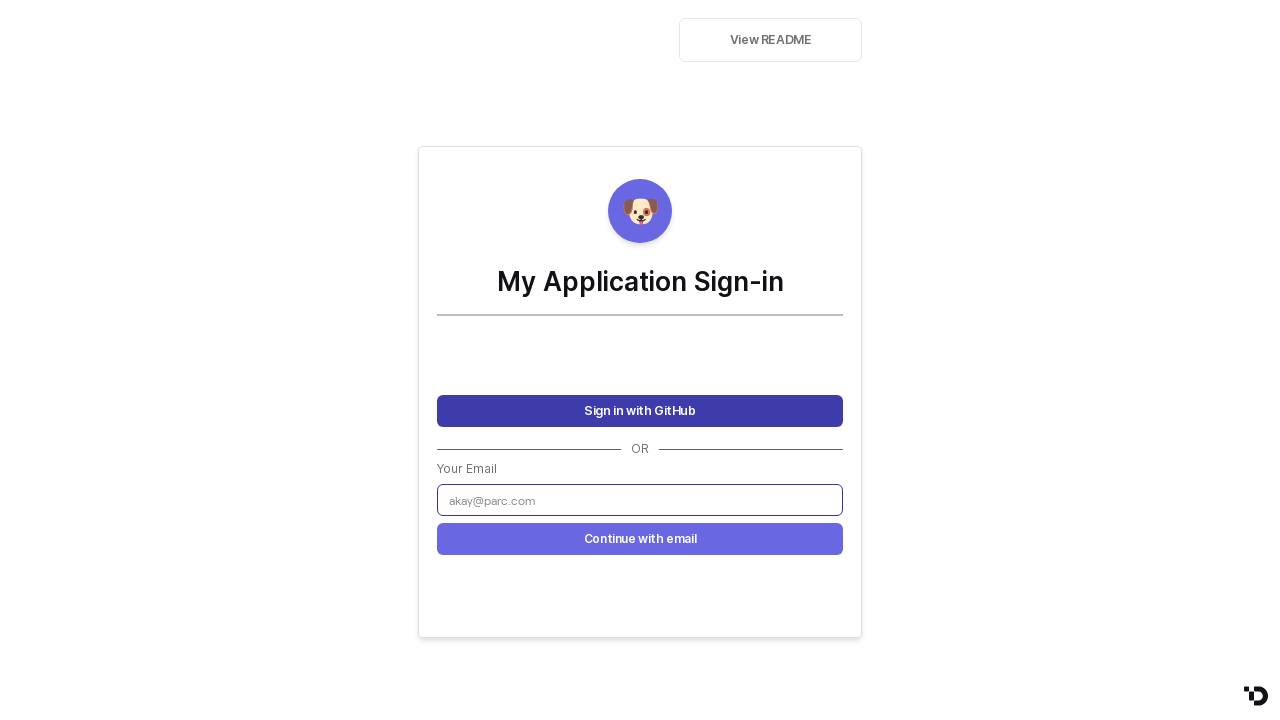 View README
My Application Sign-in
Sign in with GitHub
OR
Your Email
akay@parc.com
Continue with email